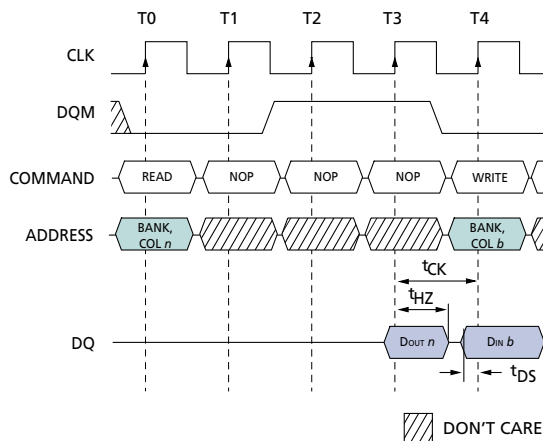 T0 T1 T2 T3 T4
CLK
DQM
COMMAND READ NOP NOP NOP WRITE
ADDRESS BANK, COL n BANK, COL b
tCK
tHZ
DQ DOUT n DIN b
tDS
DON'T CARE